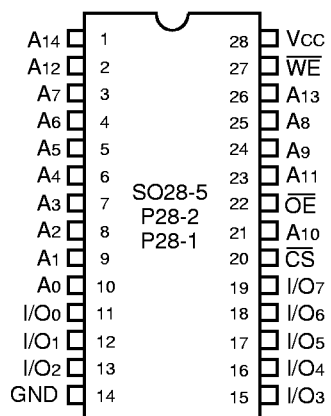 A14 1 28 VCC
A12 2 27 W̅E̅
A7 3 26 A13
A6 4 25 A8
A5 5 24 A9
A4 6 23 A11
SO28-5
A3 7 22 O̅E̅
P28-2
A2 8 21 A10
P28-1
A1 9 20 C̅S̅
A0 10 19 I/O7
I/O0 11 18 I/O6
I/O1 12 17 I/O5
I/O2 13 16 I/O4
GND 14 15 I/O3